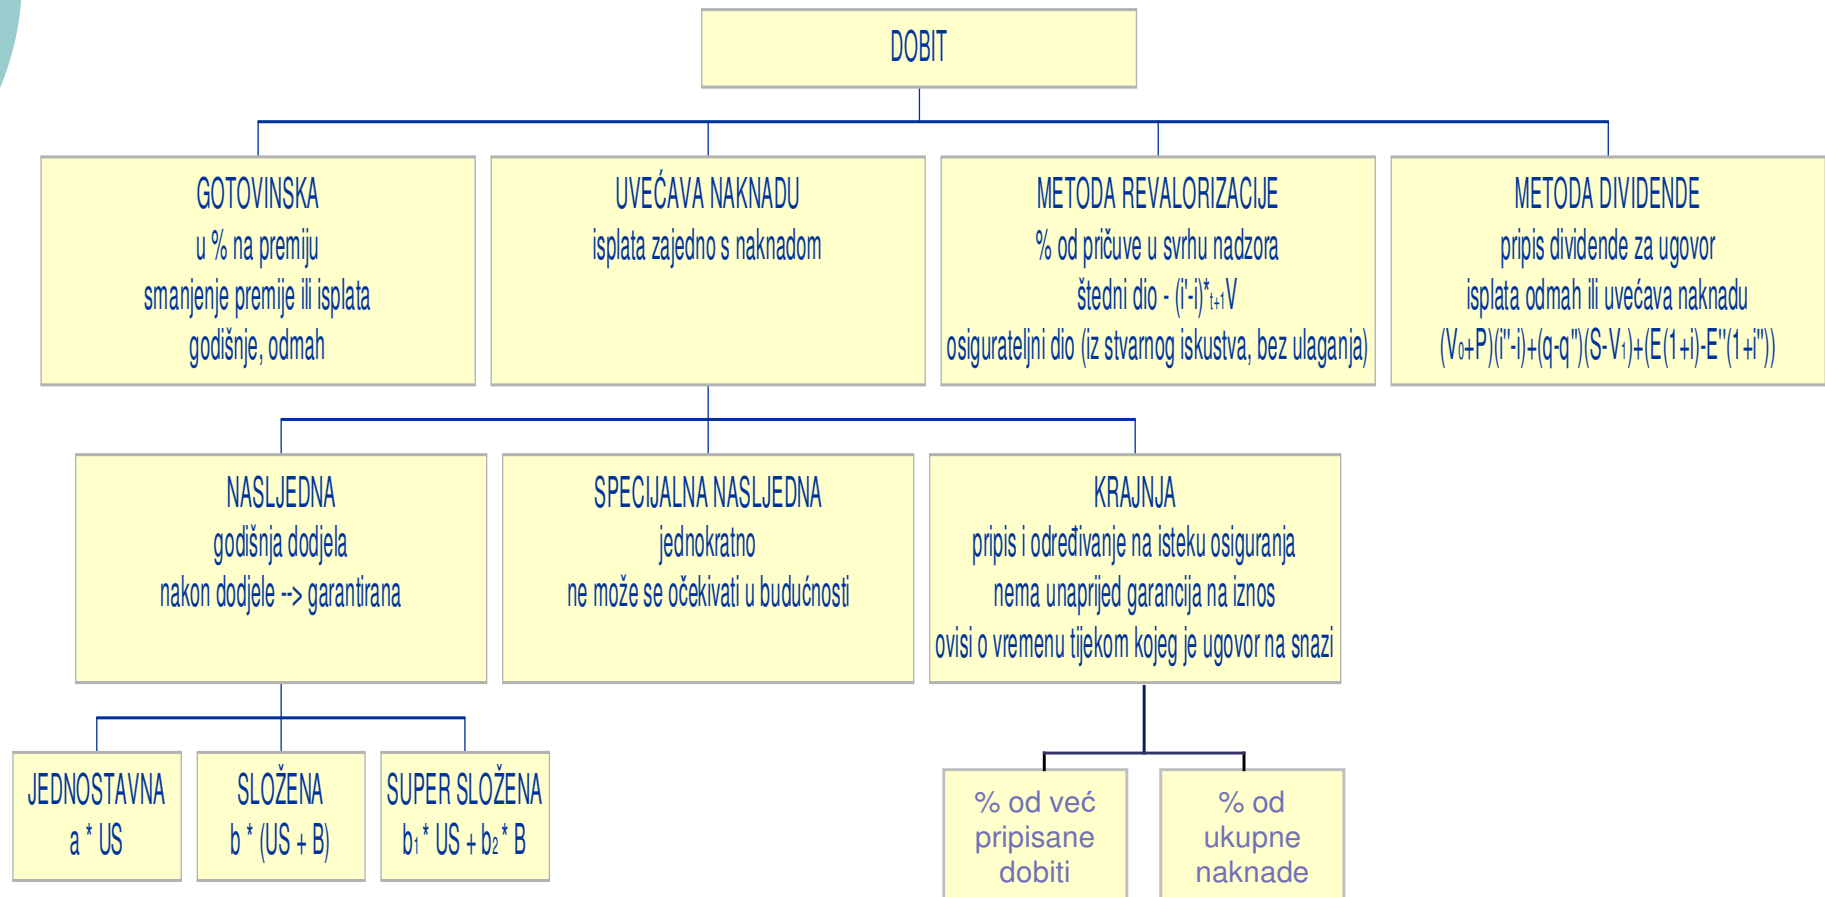 DOBIT
GOTOVINSKA
u % na premiju
smanjenje premije ili isplata
godišnje, odmah
UVEĆAVA NAKNADU
isplata zajedno s naknadom
METODA REVALORIZACIJE
% od pričuve u svrhu nadzora
štedni dio - (i'-i)*ₜ₊₁V
osigurateljni dio (iz stvarnog iskustva, bez ulaganja)
METODA DIVIDENDE
pripis dividende za ugovor
isplata odmah ili uvećava naknadu
(V₀+P)(i''-i)+(q-q'')(S-V₁)+(E(1+i)-E''(1+i''))
NASLJEDNA
godišnja dodjela
nakon dodjele --> garantirana
SPECIJALNA NASLJEDNA
jednokratno
ne može se očekivati u budućnosti
KRAJNJA
pripis i određivanje na isteku osiguranja
nema unaprijed garancija na iznos
ovisi o vremenu tijekom kojeg je ugovor na snazi
JEDNOSTAVNA
a * US
SLOŽENA
b * (US + B)
SUPER SLOŽENA
b₁ * US + b₂ * B
% od već
pripisane
dobiti
% od
ukupne
naknade